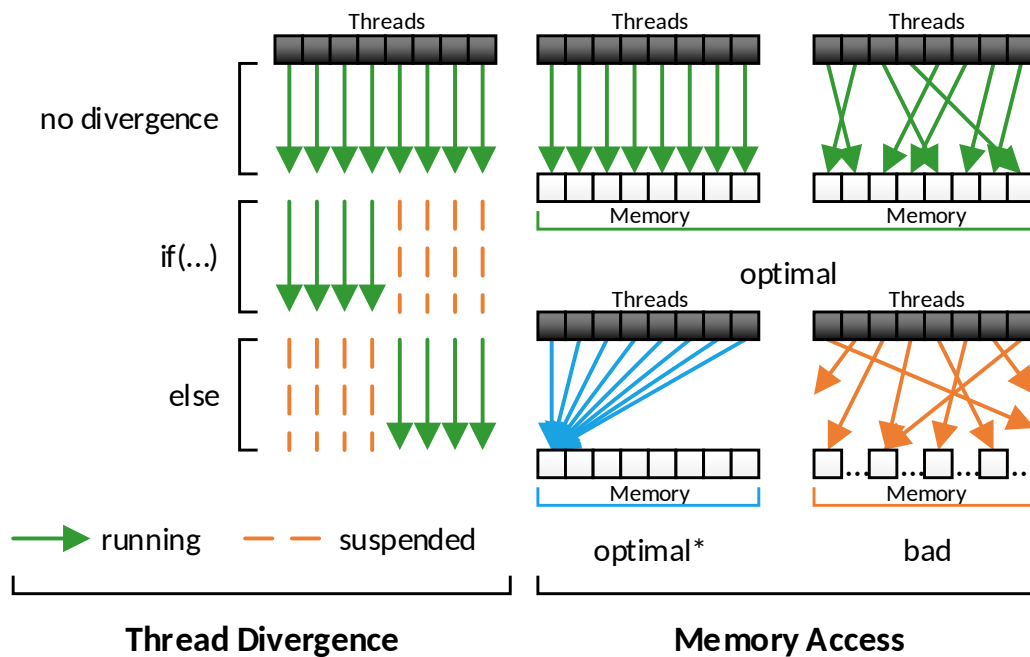 Threads
Threads
Threads
no divergence
Memory
Memory
if(...)
optimal
Threads
Threads
else
... ... ... ...
Memory
Memory
running
suspended
optimal*
bad
Thread Divergence
Memory Access